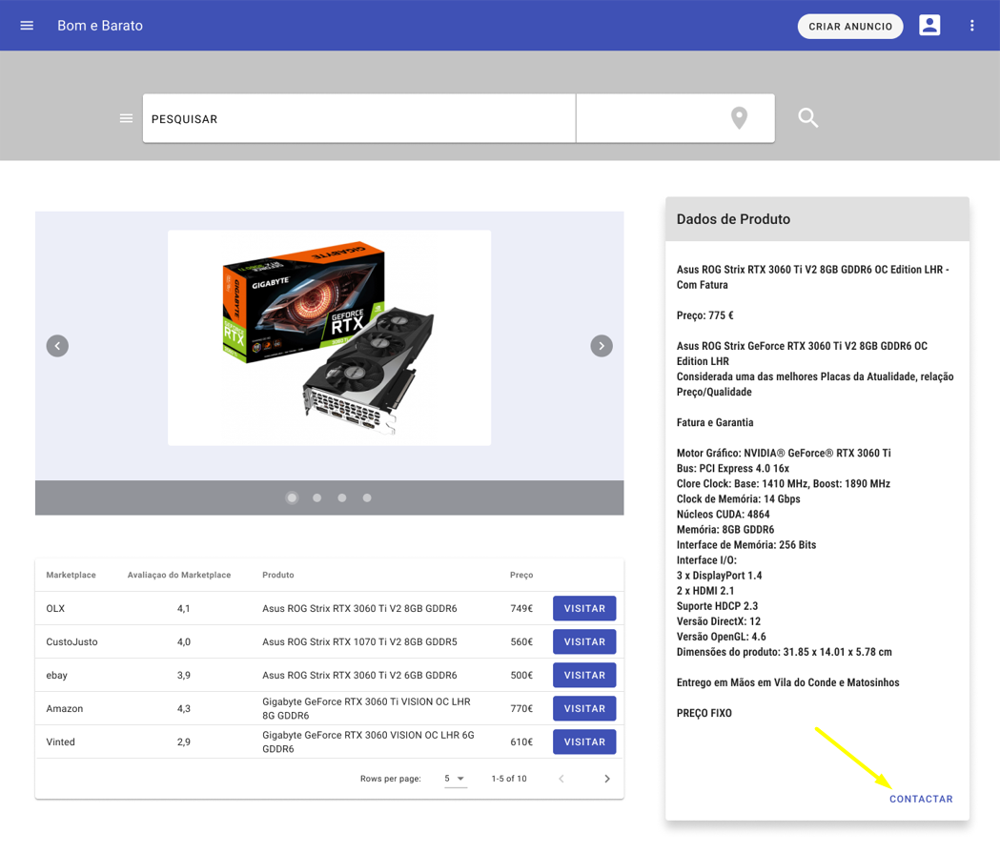 Bom e Barato
CRIAR ANUNCIO
PESQUISAR
GIGABYTE
GIGABYTE
GIGABYTE
GEFORCE
RTX
GEFORCE
RTX
Marketplace Avaliaçao do Marketplace Produto Preço
OLX 4,1 Asus ROG Strix RTX 3060 Ti V2 8GB GDDR6 749€ VISITAR
CustoJusto 4,0 Asus ROG Strix RTX 1070 Ti V2 8GB GDDR5 560€ VISITAR
ebay 3,9 Asus ROG Strix RTX 3060 Ti V2 6GB GDDR6 500€ VISITAR
Amazon 4,3 Gigabyte GeForce RTX 3060 Ti VISION OC LHR
8G GDDR6 770€ VISITAR
Vinted 2,9 Gigabyte GeForce RTX 3060 VISION OC LHR 6G
GDDR6 610€ VISITAR
Rows per page: 5 1-5 of 10
Dados de Produto
Asus ROG Strix RTX 3060 Ti V2 8GB GDDR6 OC Edition LHR -
Com Fatura
Preço: 775 €
Asus ROG Strix GeForce RTX 3060 Ti V2 8GB GDDR6 OC
Edition LHR
Considerada uma das melhores Placas da Atualidade, relação
Preço/Qualidade
Fatura e Garantia
Motor Gráfico: NVIDIA® GeForce® RTX 3060 Ti
Bus: PCI Express 4.0 16x
Clore Clock: Base: 1410 MHz, Boost: 1890 MHz
Clock de Memória: 14 Gbps
Núcleos CUDA: 4864
Memória: 8GB GDDR6
Interface de Memória: 256 Bits
Interface I/O:
3 x DisplayPort 1.4
2 x HDMI 2.1
Suporte HDCP 2.3
Versão DirectX: 12
Versão OpenGL: 4.6
Dimensões do produto: 31.85 x 14.01 x 5.78 cm
Entrego em Mãos em Vila do Conde e Matosinhos
PREÇO FIXO
CONTACTAR